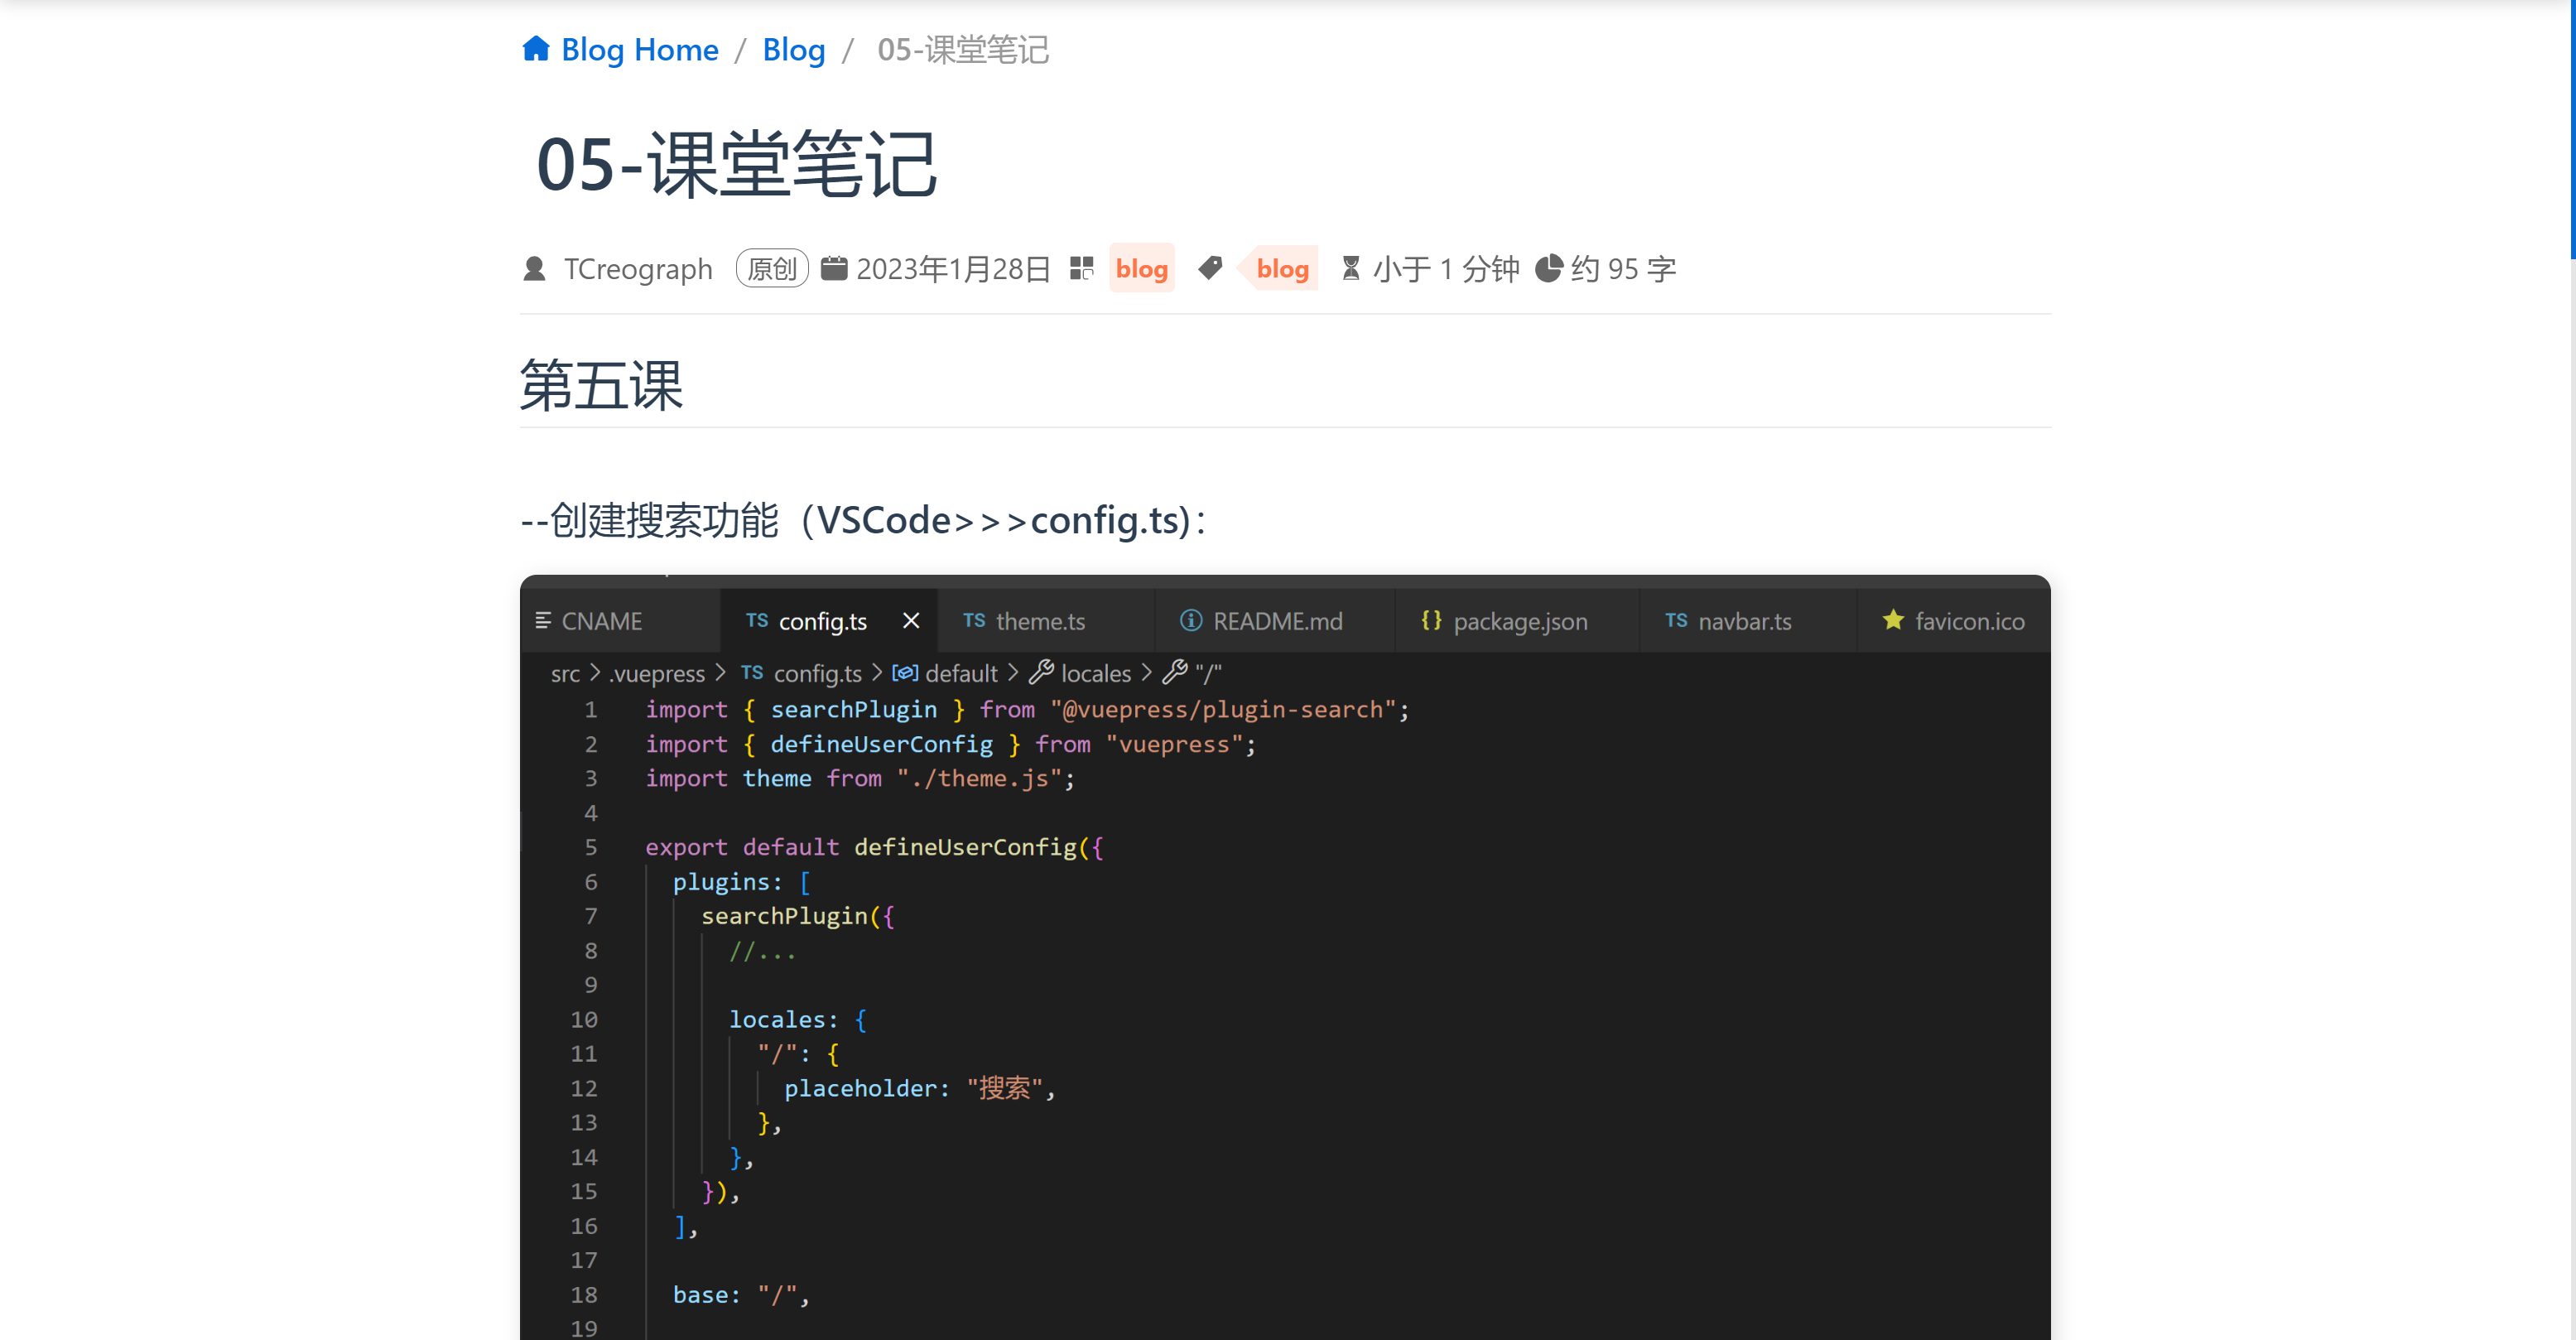 Blog Home / Blog / 05-课堂笔记
05-课堂笔记
TCreograph 原创 2023年1月28日 blog blog 小于 1 分钟 约 95 字
第五课
--创建搜索功能（VSCode>>>config.ts)：
CNAME TS config.ts TS theme.ts README.md {} package.json TS navbar.ts favicon.ico
src > .vuepress > TS config.ts > default > locales > "/"
1 import { searchPlugin } from "@vuepress/plugin-search";
2 import { defineUserConfig } from "vuepress";
3 import theme from "./theme.js";
4
5 export default defineUserConfig({
6 plugins: [
7 searchPlugin({
8 //...
9
10 locales: {
11 "/": {
12 placeholder: "搜索",
13 },
14 },
15 }),
16 ],
17
18 base: "/",
19